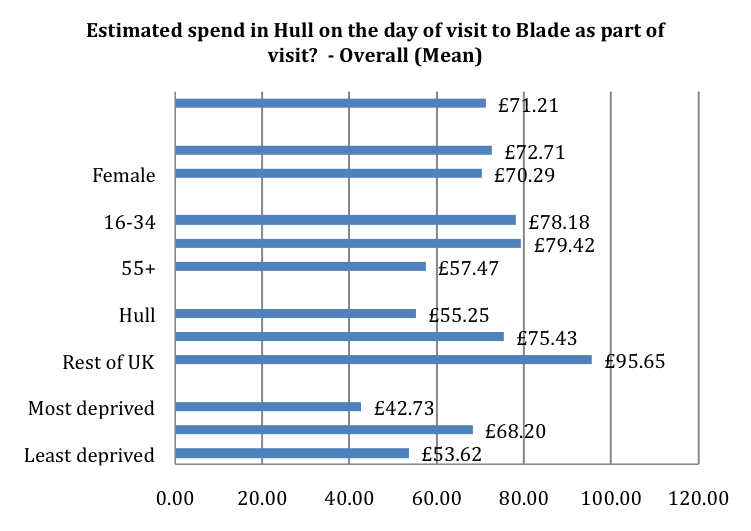 Estimated spend in Hull on the day of visit to Blade as part of
visit?  - Overall (Mean)
£71.21
£72.71
Female £70.29
16-34 £78.18
£79.42
55+ £57.47
Hull £55.25
£75.43
Rest of UK £95.65
Most deprived £42.73
£68.20
Least deprived £53.62
0.00 20.00 40.00 60.00 80.00 100.00 120.00